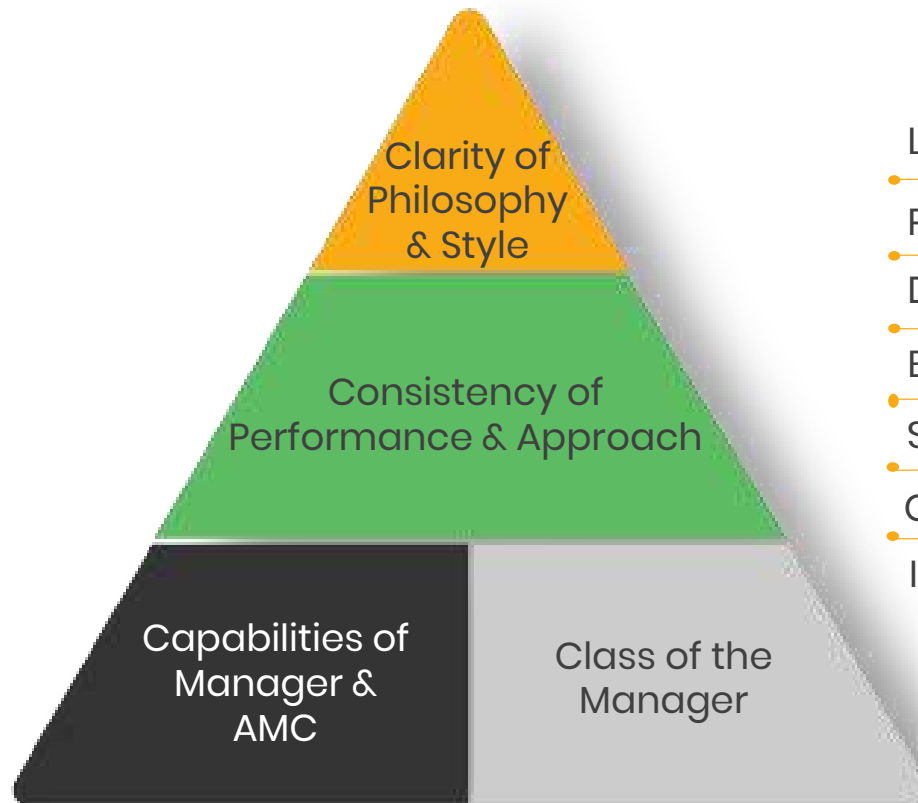 Clarity of
Philosophy
& Style
Consistency of
Performance & Approach
Capabilities of
Manager &
AMC
Class of the
Manager